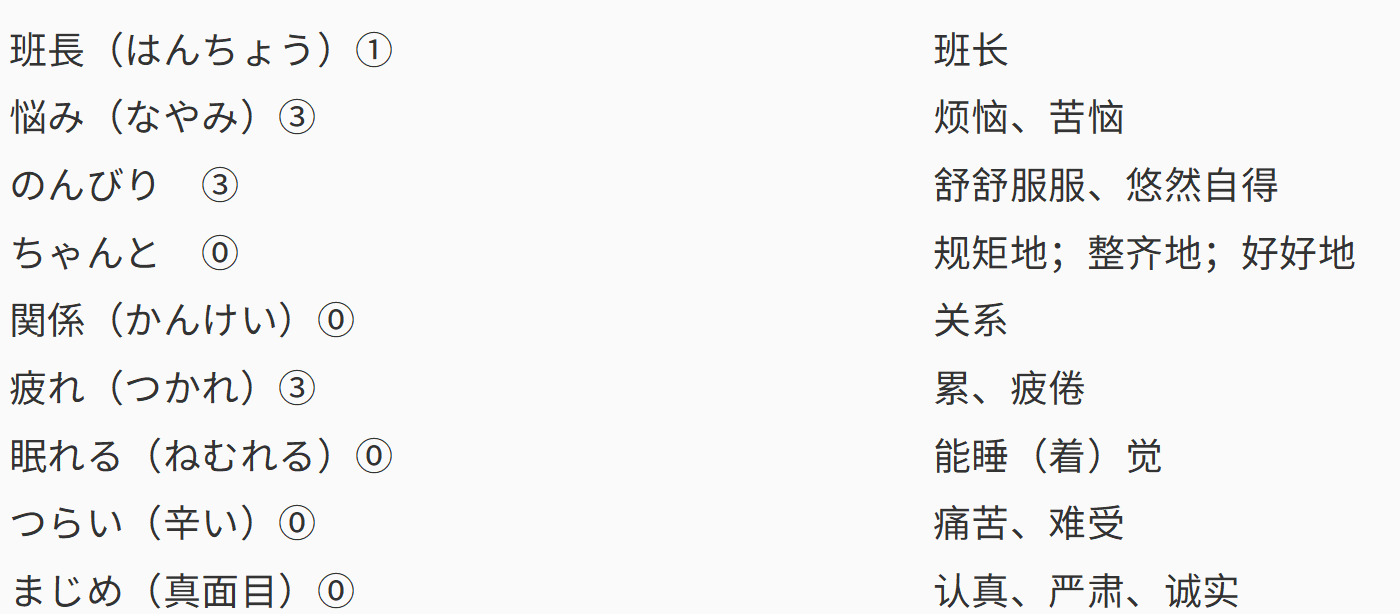 班長（はんちょう）① 班长
悩み（なやみ）③ 烦恼、苦恼
のんびり　③ 舒舒服服、悠然自得
ちゃんと　⓪ 规矩地；整齐地；好好地
関係（かんけい）⓪ 关系
疲れ（つかれ）③ 累、疲倦
眠れる（ねむれる）⓪ 能睡（着）觉
つらい（辛い）⓪ 痛苦、难受
まじめ（真面目）⓪ 认真、严肃、诚实